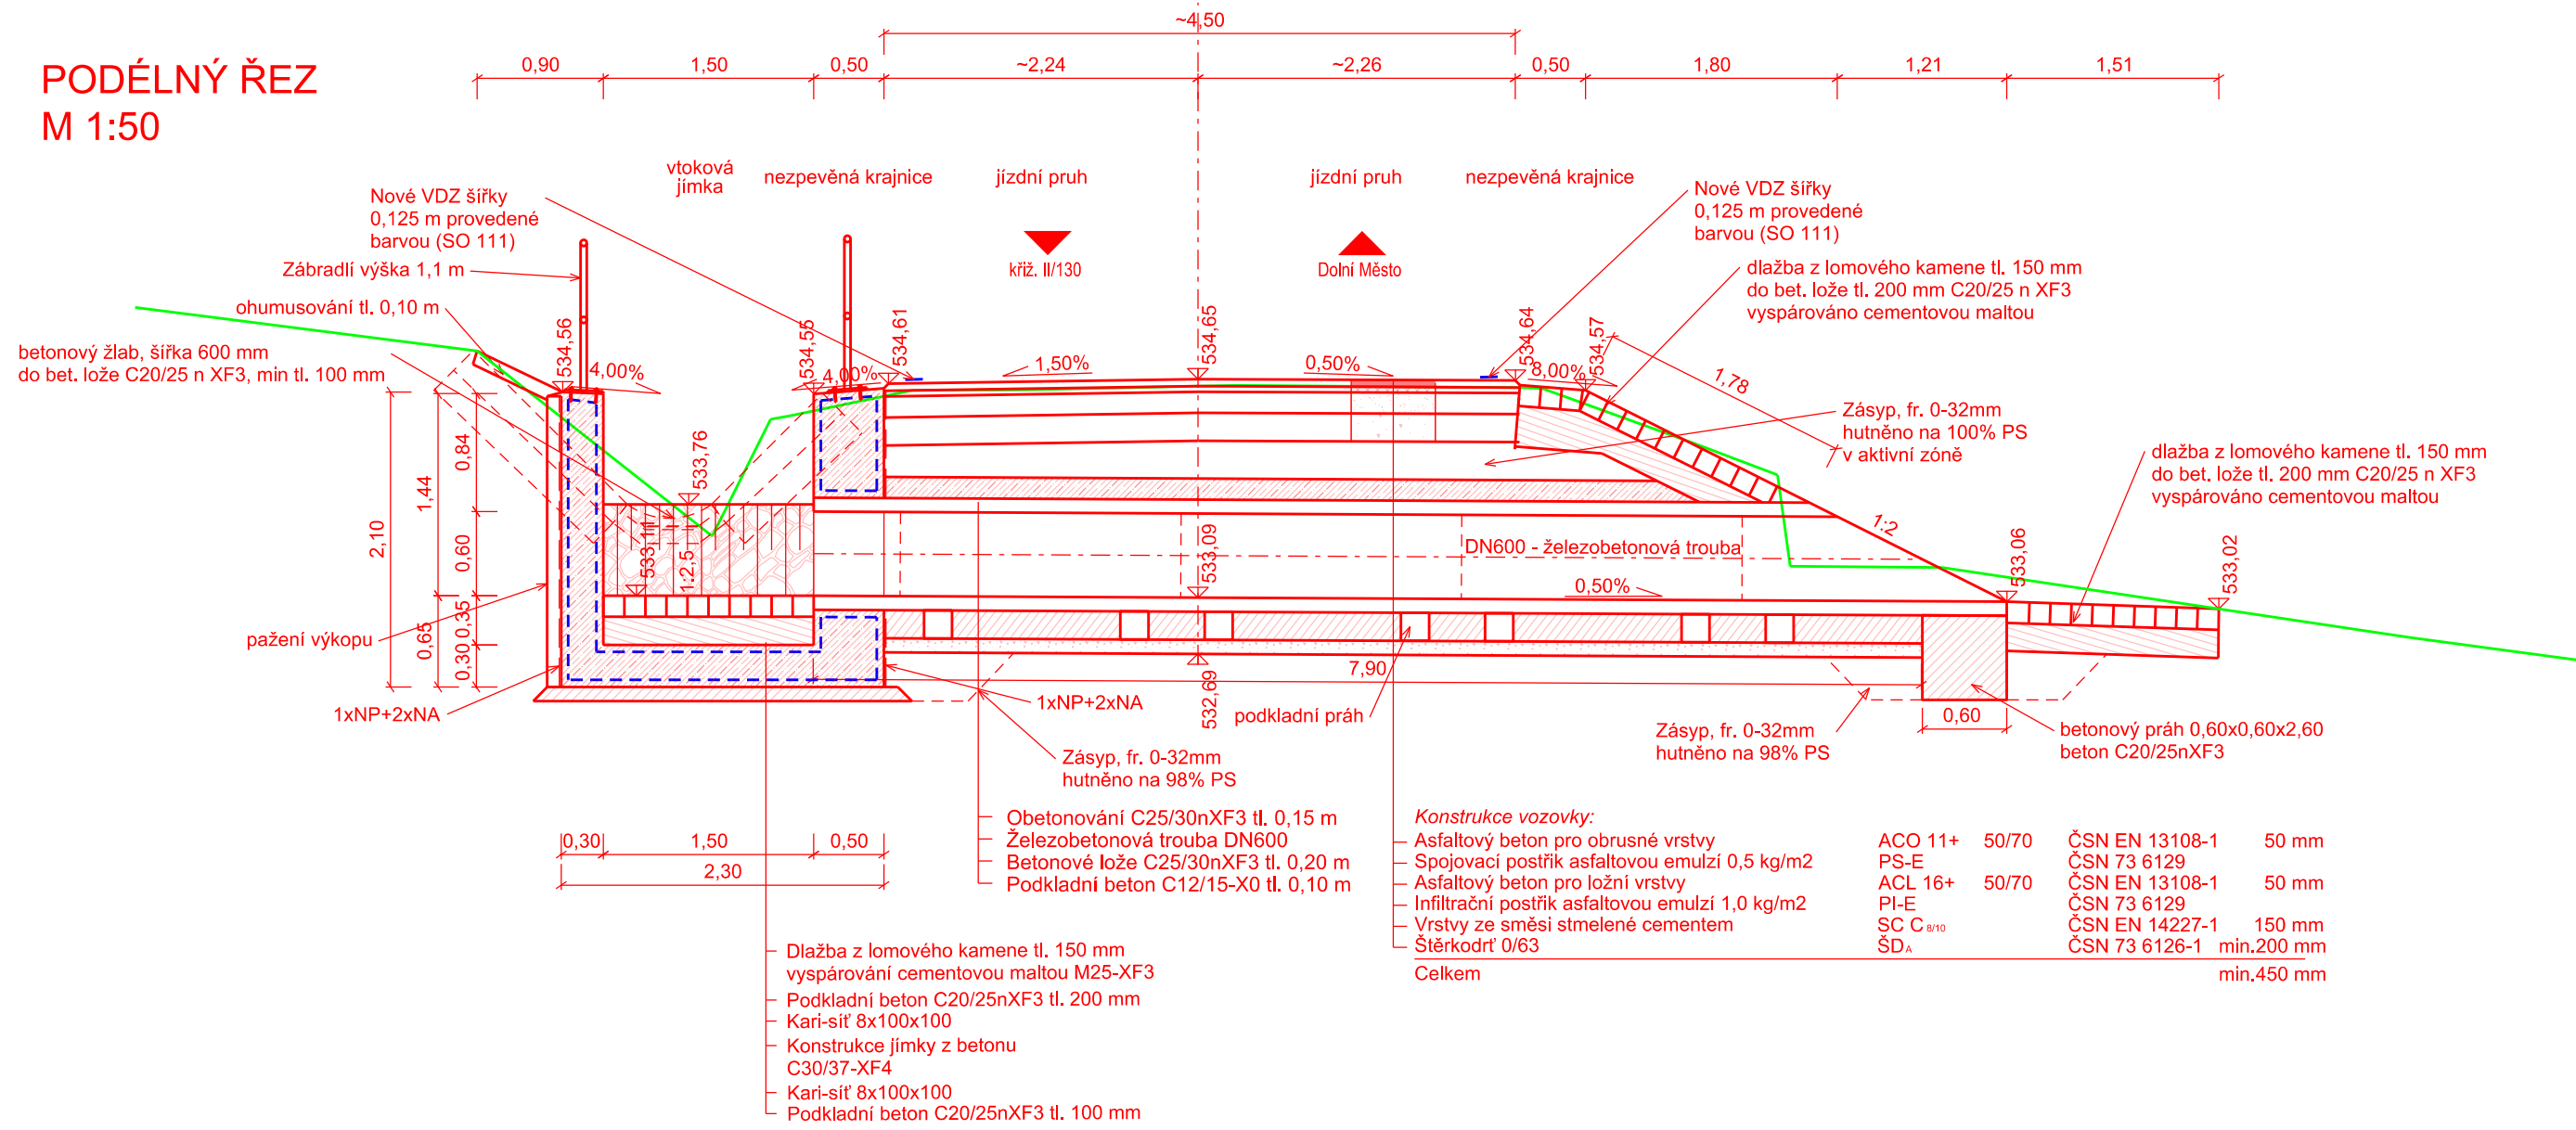 PODÉLNÝ ŘEZ
M 1:50
~4,50
0,90
1,50
0,50
~2,24
~2,26
0,50
1,80
1,21
1,51
vtoková
jímka
nezpevěná krajnice
jízdní pruh
jízdní pruh
nezpevěná krajnice
Nové VDZ šířky
0,125 m provedené
barvou (SO 111)
Nové VDZ šířky
0,125 m provedené
barvou (SO 111)
Zábradlí výška 1,1 m
křiž. II/130
Dolní Město
ohumusování tl. 0,10 m
dlažba z lomového kamene tl. 150 mm
do bet. lože tl. 200 mm C20/25 n XF3
vyspárováno cementovou maltou
betonový žlab, šířka 600 mm
do bet. lože C20/25 n XF3, min tl. 100 mm
534,56
534,55
534,61
534,65
534,64
534,57
4,00%
4,00%
1,50%
0,50%
8,00%
1,78
Zásyp, fr. 0-32mm
hutněno na 100% PS
v aktivní zóně
dlažba z lomového kamene tl. 150 mm
do bet. lože tl. 200 mm C20/25 n XF3
vyspárováno cementovou maltou
2,10
1,44
0,84
0,60
0,65
0,35
0,30
533,76
533,11
1:2,5
533,09
DN600 - železobetonová trouba
1:2
533,06
533,02
0,50%
pažení výkopu
7,90
532,69
1xNP+2xNA
1xNP+2xNA
podkladní práh
0,60
Zásyp, fr. 0-32mm
hutněno na 98% PS
Zásyp, fr. 0-32mm
hutněno na 98% PS
betonový práh 0,60x0,60x2,60
beton C20/25nXF3
0,30
1,50
0,50
2,30
Obetonování C25/30nXF3 tl. 0,15 m
Železobetonová trouba DN600
Betonové lože C25/30nXF3 tl. 0,20 m
Podkladní beton C12/15-X0 tl. 0,10 m
Konstrukce vozovky:
Asfaltový beton pro obrusné vrstvy ACO 11+ 50/70 ČSN EN 13108-1 50 mm
Spojovací postřik asfaltovou emulzí 0,5 kg/m2 PS-E ČSN 73 6129
Asfaltový beton pro ložní vrstvy ACL 16+ 50/70 ČSN EN 13108-1 50 mm
Infiltrační postřik asfaltovou emulzí 1,0 kg/m2 PI-E ČSN 73 6129
Vrstvy ze směsi stmelené cementem SC C 8/10 ČSN EN 14227-1 150 mm
Štěrkodrť 0/63 ŠDA ČSN 73 6126-1 min.200 mm
Celkem min.450 mm
Dlažba z lomového kamene tl. 150 mm
vyspárování cementovou maltou M25-XF3
Podkladní beton C20/25nXF3 tl. 200 mm
Kari-síť 8x100x100
Konstrukce jímky z betonu
C30/37-XF4
Kari-síť 8x100x100
Podkladní beton C20/25nXF3 tl. 100 mm